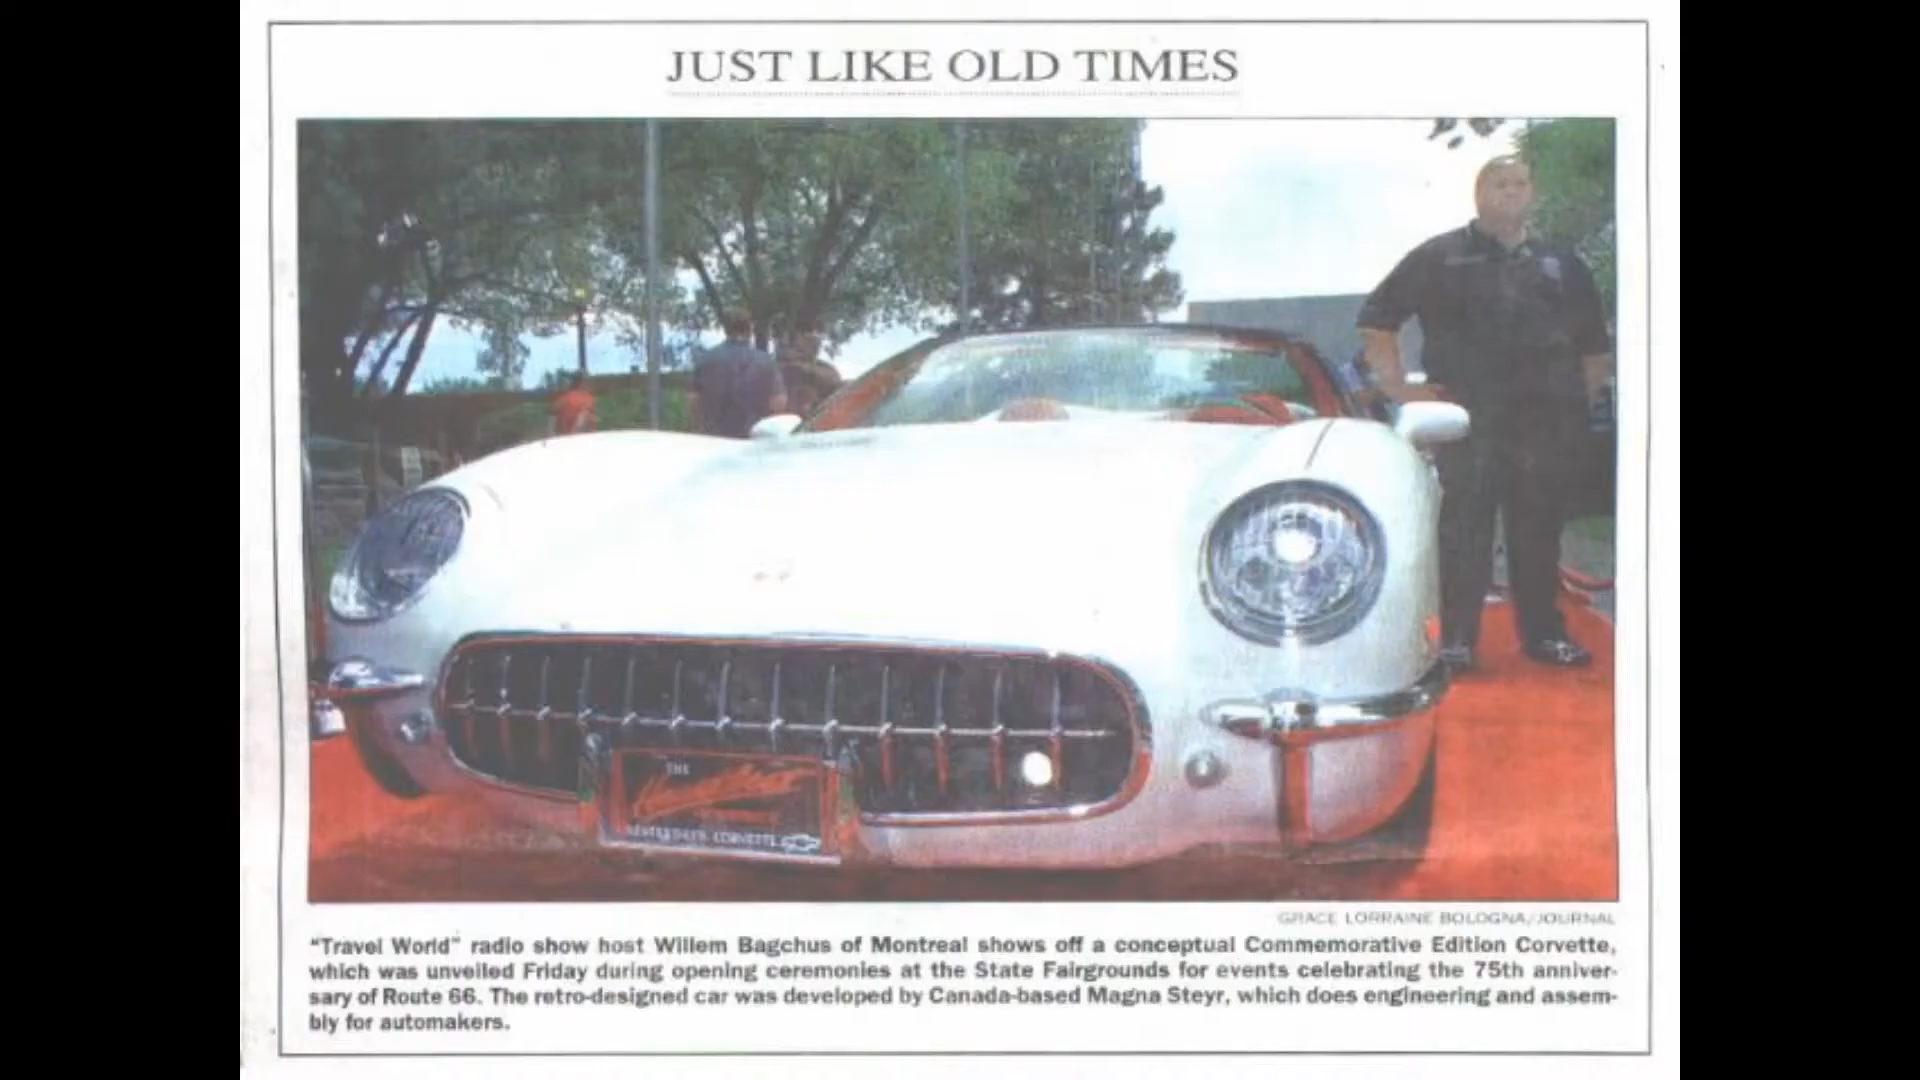 JUST LIKE OLD TIMES
THE
CORVETTE
GRACE LORRAINE BOLOGNA/JOURNAL
“Travel World” radio show host Willem Bagchus of Montreal shows off a conceptual Commemorative Edition Corvette,
which was unveiled Friday during opening ceremonies at the State Fairgrounds for events celebrating the 75th anniver-
sary of Route 66. The retro-designed car was developed by Canada-based Magna Steyr, which does engineering and assem-
bly for automakers.